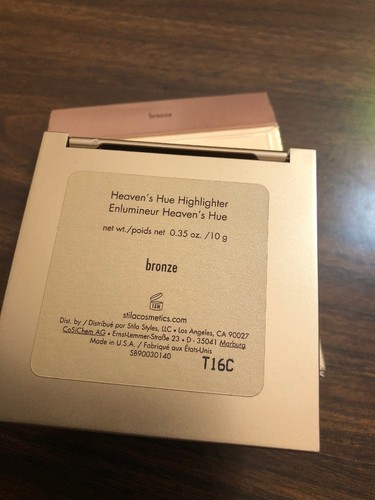 bronze
Heaven's Hue Highlighter
Enlumineur Heaven's Hue
net wt./poids net 0.35 oz. /10 g
bronze
stilacosmetics.com
Dist. by / Distribué par Stila Styles, LLC • Los Angeles, CA 90027
CoSiChem AG • Ernst-Lemmer-Straße 23 • D - 35041 Marburg
Made in U.S.A. / Fabriqué aux États-Unis
SB90030140
T16C